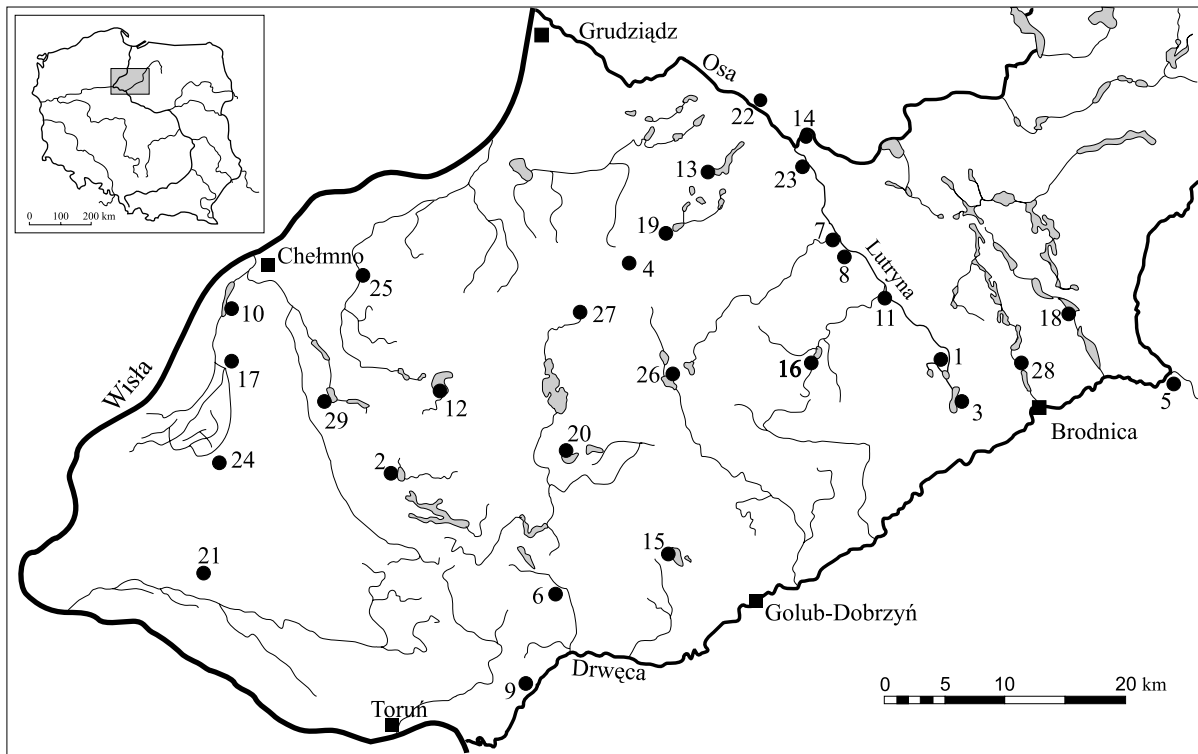 Grudziądz
Osa
22
14
13
23
19
7
4
8
Lutryna
Chełmno
25
11
10
27
18
Wisła
17
26
16
1
28
12
5
29
3
Brodnica
20
2
24
15
21
6
Golub-Dobrzyń
Drwęca
9
Toruń
0 100 200 km
0 5 10 20 km